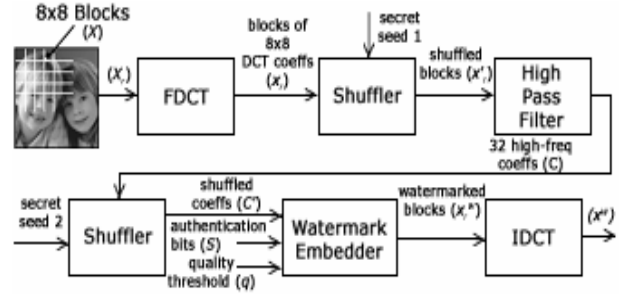 8x8 Blocks
(X)
(Xᵢ)
FDCT
blocks of
8x8
DCT coeffs
(xᵢ)
secret
seed 1
Shuffler
shuffled
blocks (x'ᵢ)
High
Pass
Filter
32 high-freq
coeffs (C)
secret
seed 2
Shuffler
shuffled
coeffs (C')
authentication
bits (S)
quality
threshold (q)
Watermark
Embedder
watermarked
blocks (xᵢ*)
IDCT
(x'')